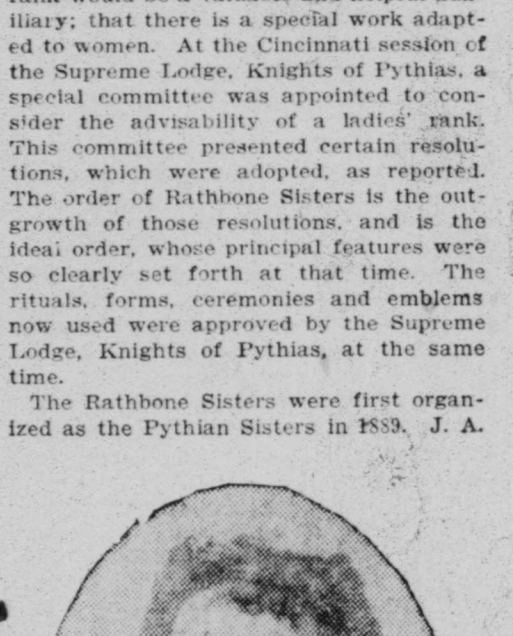 iliary; that there is a special work adapt-
ed to women. At the Cincinnati session of
the Supreme Lodge, Knights of Pythias, a
special committee was appointed to con-
sider the advisability of a ladies' rank.
This committee presented certain resolu-
tions, which were adopted, as reported.
The order of Rathbone Sisters is the out-
growth of those resolutions, and is the
ideal order, whose principal features were
so clearly set forth at that time. The
rituals, forms, ceremonies and emblems
now used were approved by the Supreme
Lodge, Knights of Pythias, at the same
time.
The Rathbone Sisters were first organ-
ized as the Pythian Sisters in 1889. J. A.